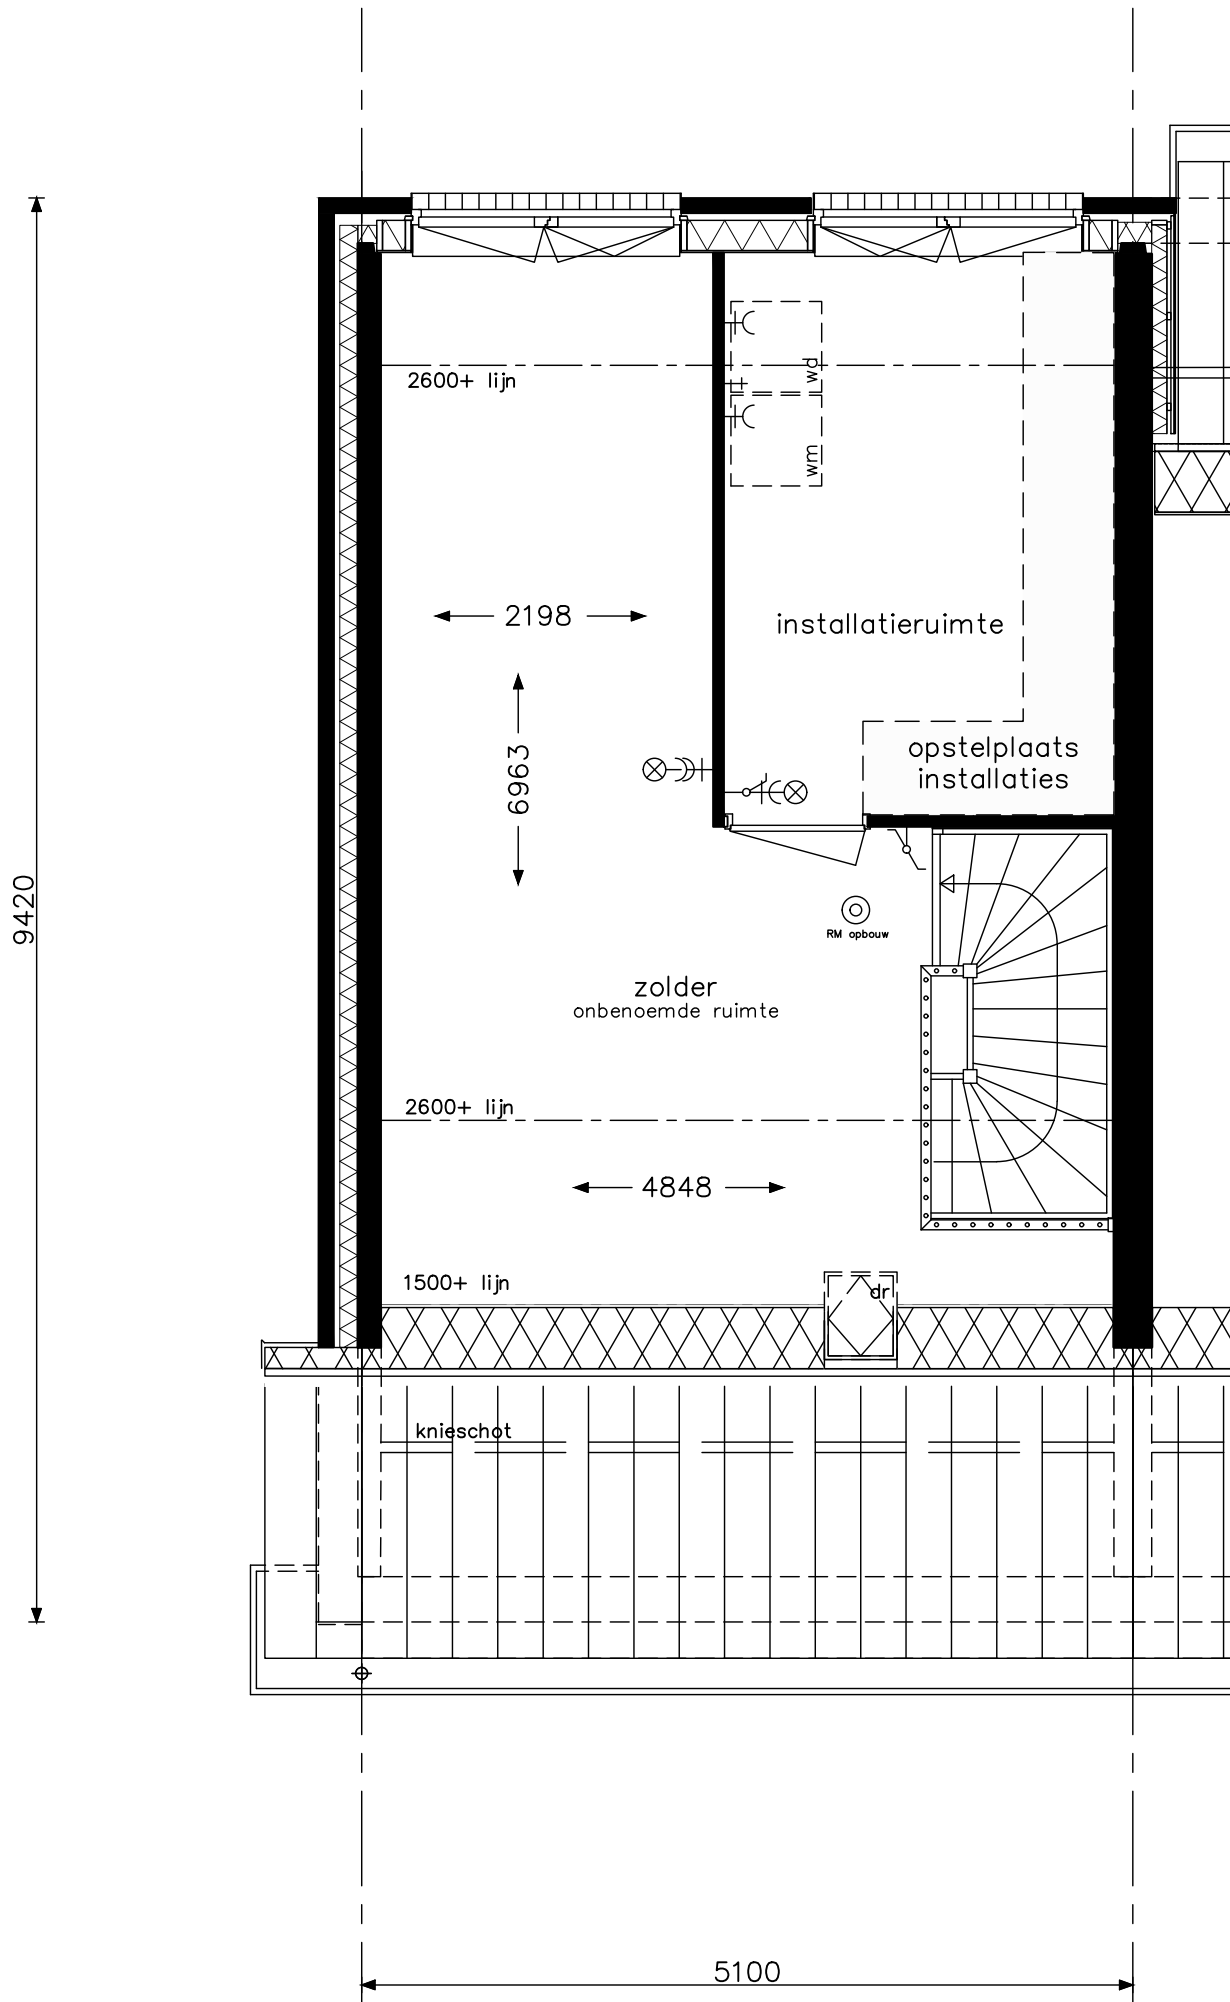 2600+ lijn
wd
wm
2198
installatieruimte
6963
opstelplaats
installaties
9420
RM opbouw
zolder
onbenoemde ruimte
2600+ lijn
4848
1500+ lijn
dr
knieschot
5100